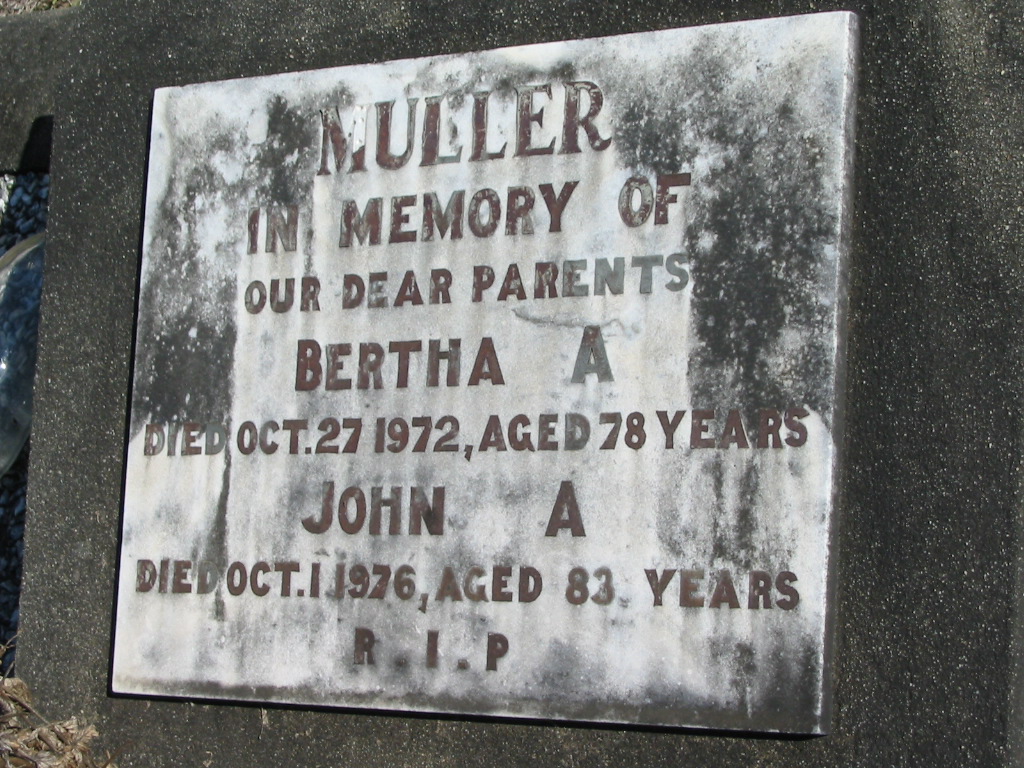 MULLER
IN MEMORY OF
OUR DEAR PARENTS
BERTHA A
DIED OCT. 27 1972, AGED 78 YEARS
JOHN A
DIED OCT. 1 1976, AGED 83 YEARS
R . I . P